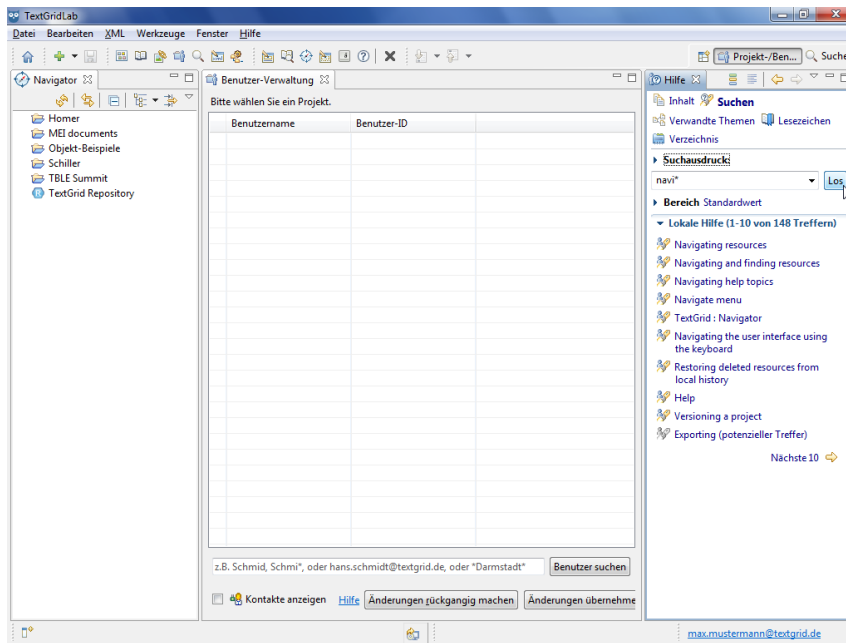 TextGridLab
Datei Bearbeiten XML Werkzeuge Fenster Hilfe
Projekt-/Ben... Suche
Navigator
Homer
MEI documents
Objekt-Beispiele
Schiller
TBLE Summit
TextGrid Repository
Benutzer-Verwaltung
Bitte wählen Sie ein Projekt.
Benutzername Benutzer-ID
z.B. Schmid, Schmi*, oder hans.schmidt@textgrid.de, oder *Darmstadt*
Benutzer suchen
Kontakte anzeigen Hilfe Änderungen rückgangig machen Änderungen übernehme
Hilfe
Inhalt Suchen
Verwandte Themen Lesezeichen
Verzeichnis
Suchausdruck:
navi* Los
Bereich Standardwert
Lokale Hilfe (1-10 von 148 Treffern)
Navigating resources
Navigating and finding resources
Navigating help topics
Navigate menu
TextGrid : Navigator
Navigating the user interface using
the keyboard
Restoring deleted resources from
local history
Help
Versioning a project
Exporting (potenzieller Treffer)
Nächste 10
max.mustermann@textgrid.de